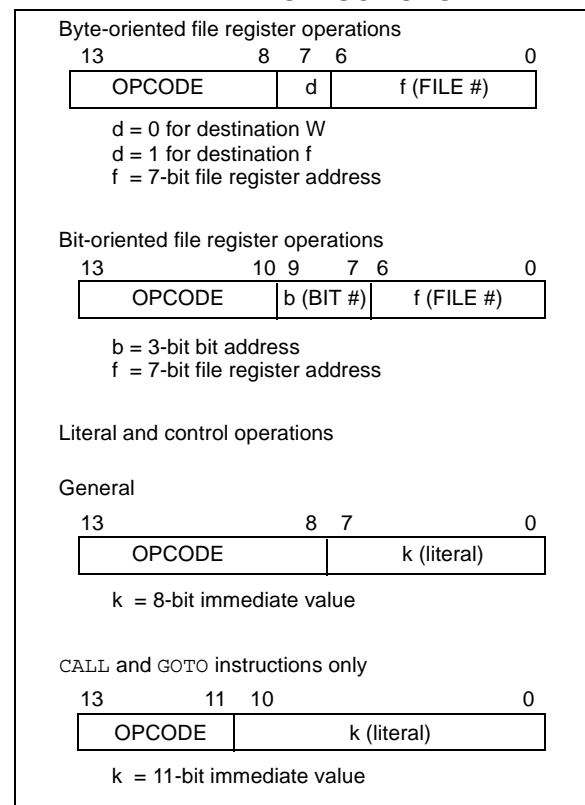 Byte-oriented file register operations
13 8 7 6 0
OPCODE d f (FILE #)
d = 0 for destination W
d = 1 for destination f
f = 7-bit file register address
Bit-oriented file register operations
13 10 9 7 6 0
OPCODE b (BIT #) f (FILE #)
b = 3-bit bit address
f = 7-bit file register address
Literal and control operations
General
13 8 7 0
OPCODE k (literal)
k = 8-bit immediate value
CALL and GOTO instructions only
13 11 10 0
OPCODE k (literal)
k = 11-bit immediate value